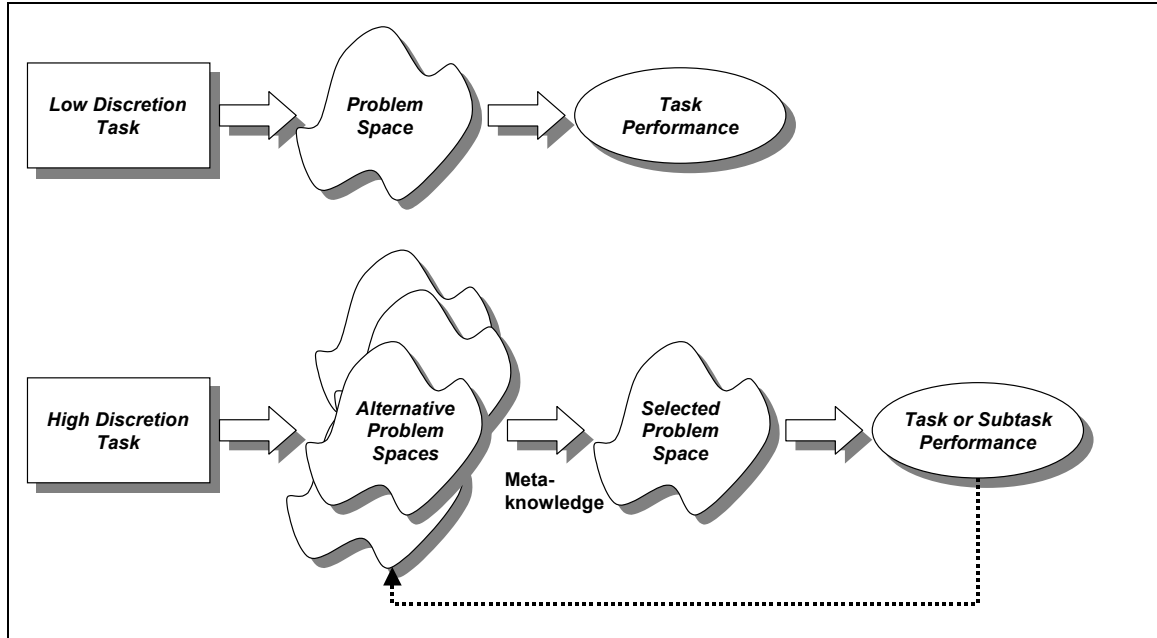 Low Discretion
Task
Problem
Space
Task
Performance
High Discretion
Task
Alternative
Problem
Spaces
Meta-
knowledge
Selected
Problem
Space
Task or Subtask
Performance